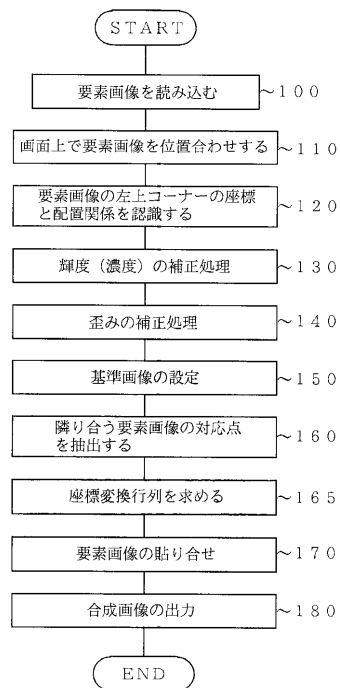 START
要素画像を読み込む
~100
画面上で要素画像を位置合わせする
~110
要素画像の左上コーナーの座標
と配置関係を認識する
~120
輝度（濃度）の補正処理
~130
歪みの補正処理
~140
基準画像の設定
~150
隣り合う要素画像の対応点
を抽出する
~160
座標変換行列を求める
~165
要素画像の貼り合せ
~170
合成画像の出力
~180
END